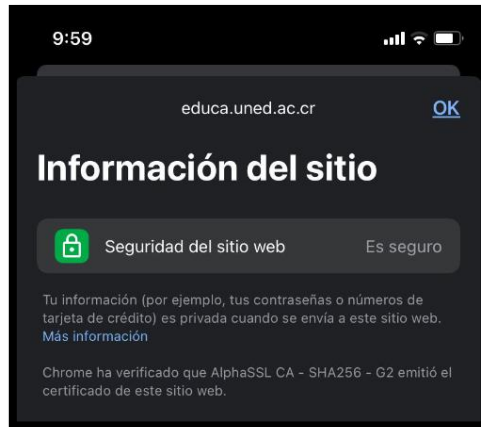 9:59
educa.uned.ac.cr OK
Información del sitio
Seguridad del sitio web Es seguro
Tu información (por ejemplo, tus contraseñas o números de
tarjeta de crédito) es privada cuando se envía a este sitio web.
Más información
Chrome ha verificado que AlphaSSL CA - SHA256 - G2 emitió el
certificado de este sitio web.